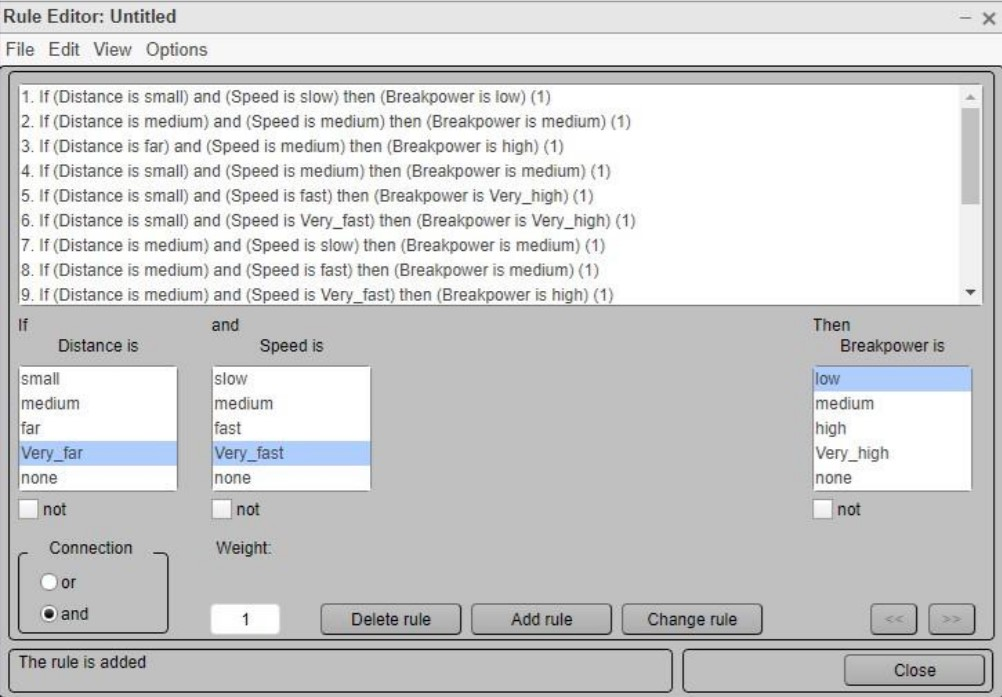 Rule Editor: Untitled
File Edit View Options
1. If (Distance is small) and (Speed is slow) then (Breakpower is low) (1)
2. If (Distance is medium) and (Speed is medium) then (Breakpower is medium) (1)
3. If (Distance is far) and (Speed is medium) then (Breakpower is high) (1)
4. If (Distance is small) and (Speed is medium) then (Breakpower is medium) (1)
5. If (Distance is small) and (Speed is fast) then (Breakpower is Very_high) (1)
6. If (Distance is small) and (Speed is Very_fast) then (Breakpower is Very_high) (1)
7. If (Distance is medium) and (Speed is slow) then (Breakpower is medium) (1)
8. If (Distance is medium) and (Speed is fast) then (Breakpower is medium) (1)
9. If (Distance is medium) and (Speed is Very_fast) then (Breakpower is high) (1)
If and Then
Distance is Speed is Breakpower is
small slow low
medium medium medium
far fast high
Very_far Very_fast Very_high
none none none
not not not
Connection Weight:
or
and 1 Delete rule Add rule Change rule << >>
The rule is added Close